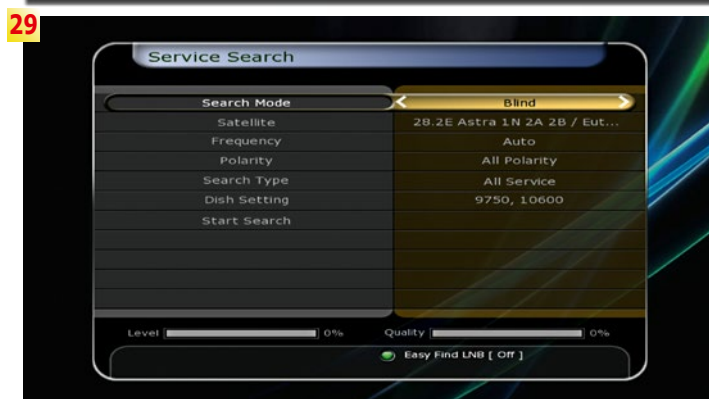 29
Service Search
Search Mode Blind
Satellite 28.2E Astra 1N 2A 2B / Eut...
Frequency Auto
Polarity All Polarity
Search Type All Service
Dish Setting 9750, 10600
Start Search
Level 0% Quality 0%
Easy Find LNB [ Off ]